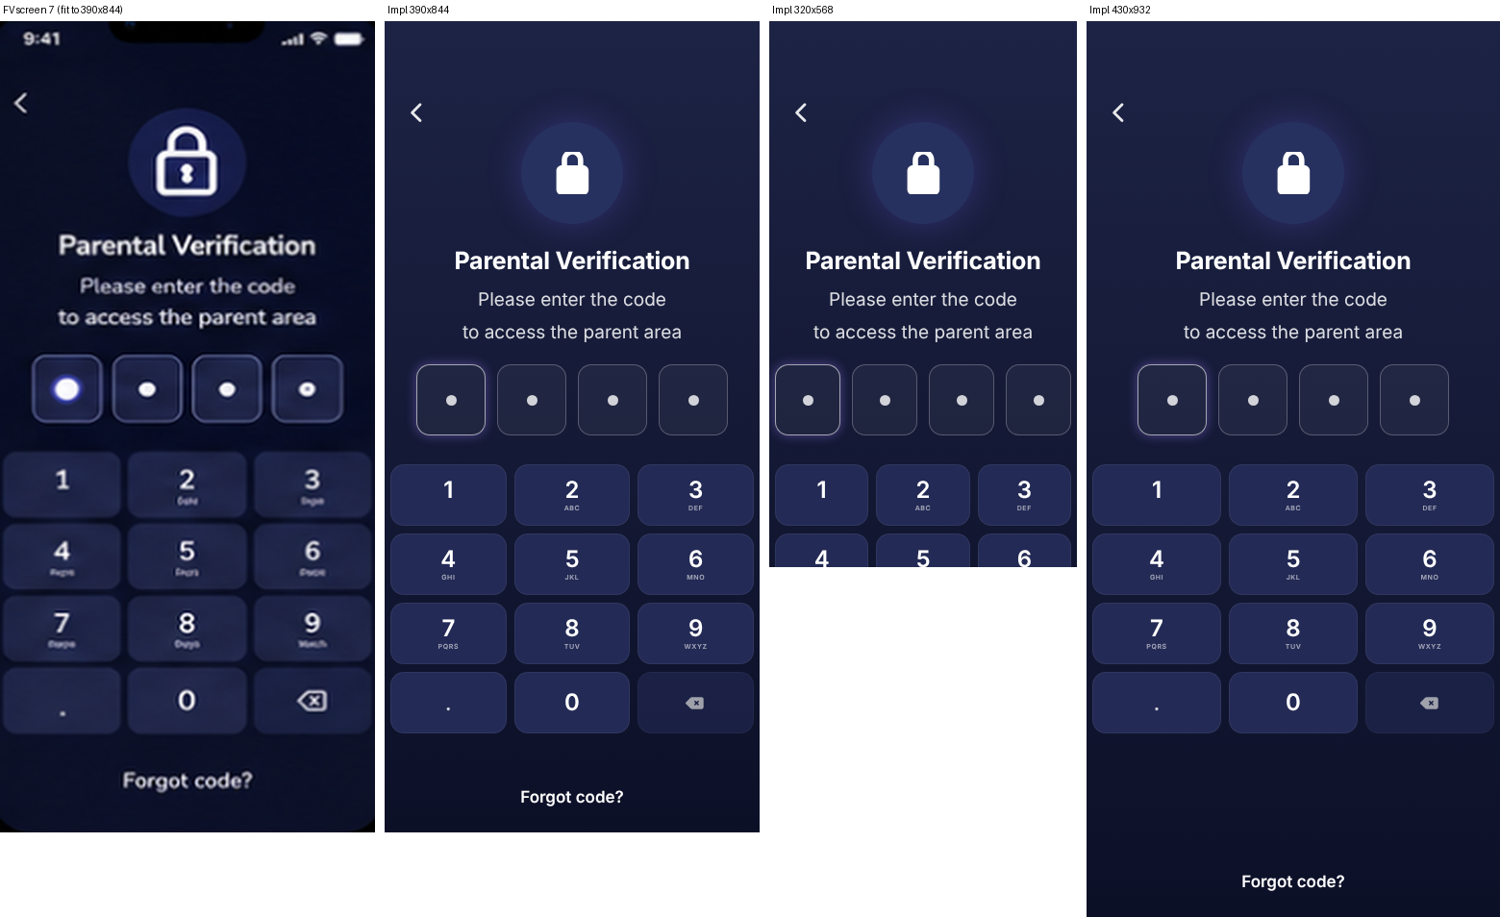 FV screen 7 (fit to 390x844)
9:41
Parental Verification
Please enter the code
to access the parent area
1
2
3
4
5
6
7
8
9
.
0
Forgot code?
Impl 390x844
Parental Verification
Please enter the code
to access the parent area
1
2
ABC
3
DEF
4
GHI
5
JKL
6
MNO
7
PQRS
8
TUV
9
WXYZ
.
0
Forgot code?
Impl 320x568
Parental Verification
Please enter the code
to access the parent area
1
2
ABC
3
DEF
4
5
6
Impl 430x932
Parental Verification
Please enter the code
to access the parent area
1
2
ABC
3
DEF
4
GHI
5
JKL
6
MNO
7
PQRS
8
TUV
9
WXYZ
.
0
Forgot code?